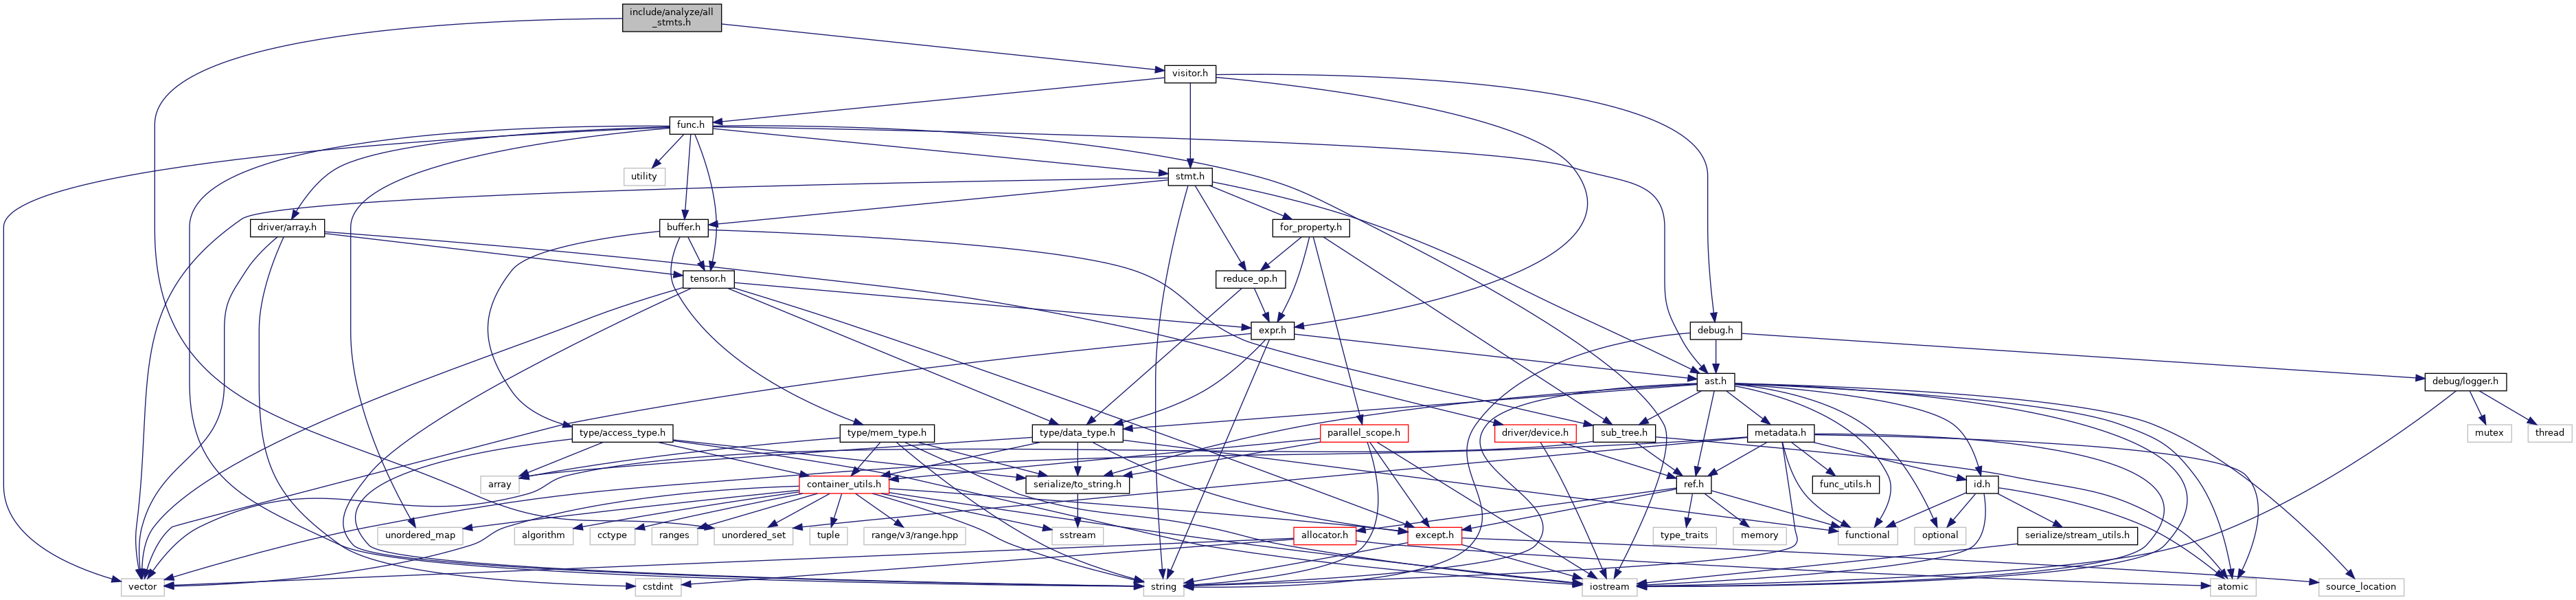 include/analyze/all
_stmts.h
visitor.h
func.h
utility
stmt.h
driver/array.h
buffer.h
for_property.h
tensor.h
reduce_op.h
expr.h
debug.h
ast.h
debug/logger.h
type/access_type.h
type/mem_type.h
type/data_type.h
parallel_scope.h
driver/device.h
sub_tree.h
metadata.h
mutex
thread
array
container_utils.h
serialize/to_string.h
ref.h
func_utils.h
id.h
unordered_map
algorithm
cctype
ranges
unordered_set
tuple
range/v3/range.hpp
sstream
allocator.h
except.h
type_traits
memory
functional
optional
serialize/stream_utils.h
vector
cstdint
string
iostream
atomic
source_location